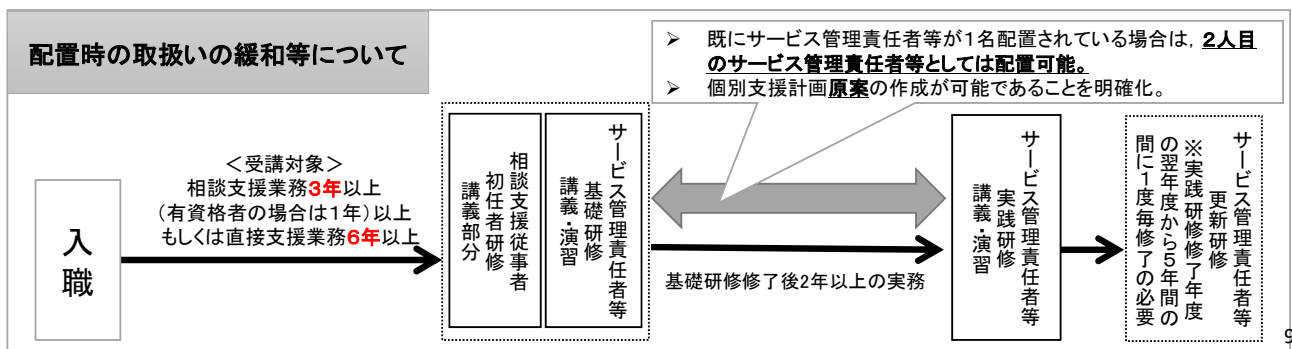 配置時の取扱いの緩和等について
➢ 既にサービス管理責任者等が1名配置されている場合は,2人目
のサービス管理責任者等としては配置可能。
➢ 個別支援計画原案の作成が可能であることを明確化。
入
職
<受講対象>
相談支援業務3年以上
(有資格者の場合は1年)以上
もしくは直接支援業務6年以上
相談支援従事者
初任者研修
講義部分
サービス管理責任者等
基礎研修
講義・演習
基礎研修修了後2年以上の実務
サービス管理責任者等
実践研修
講義・演習
サービス管理責任者等
更新研修
※実践研修修了年度
の翌年度から5年間の
間に1度毎修了の必要
9